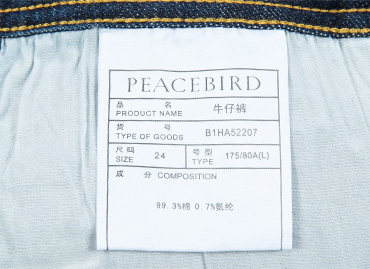 PEACEBIRD
品 名 牛仔裤
PRODUCT NAME
货 号 B1HA52207
TYPE OF GOODS
尺 码 24 号 型 175/80A(L)
SIZE TYPE
成 分 COMPOSITION
99.3%棉 0.7%氨纶